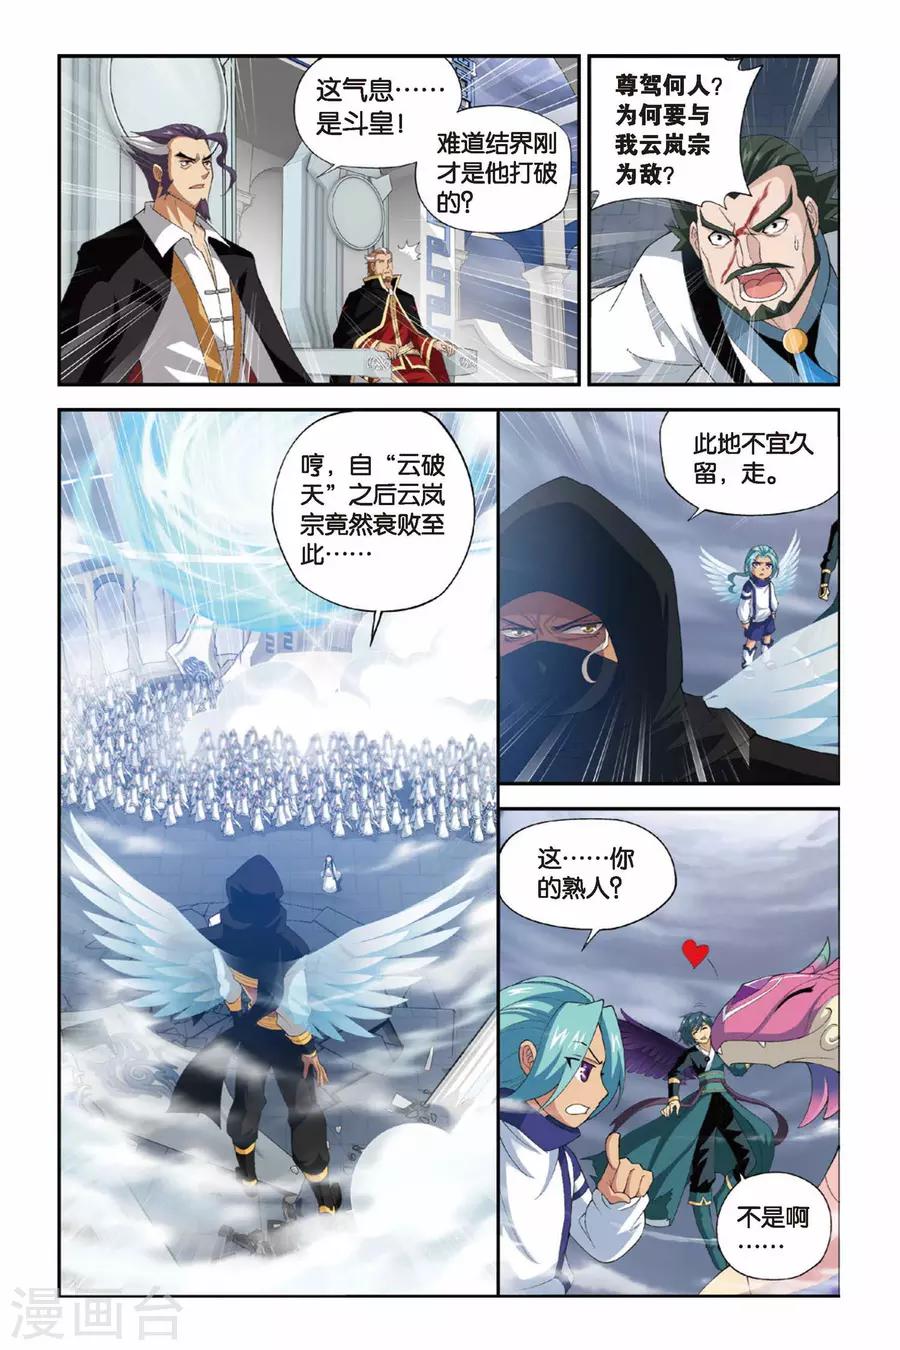 这气息……
是斗皇！
难道结界刚
才是他打破
的？
尊驾何人？
为何要与
我云岚宗
为敌？
哼，自“云破
天”之后云岚
宗竟然衰败至
此……
此地不宜久
留，走。
这……你
的熟人？
不是啊
……
漫画台